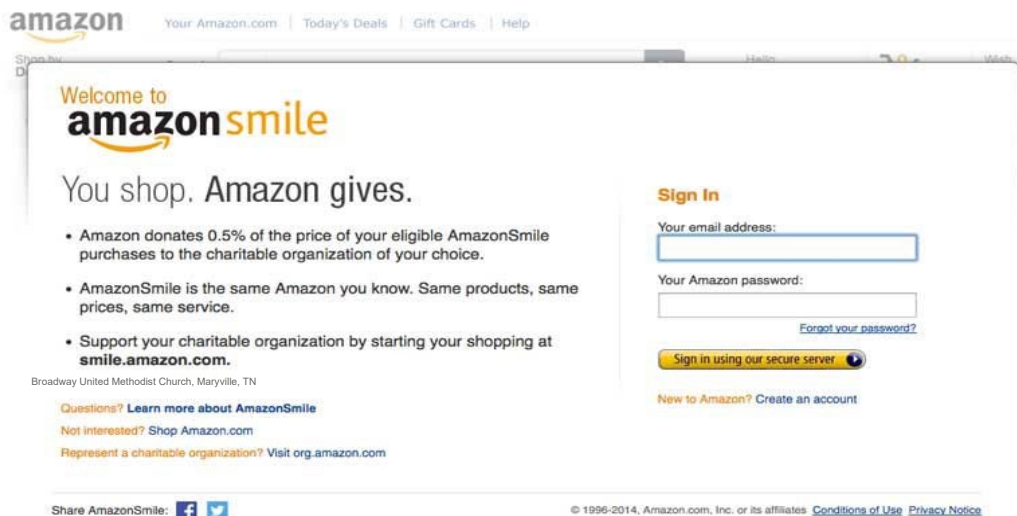 amazon
Your Amazon.com | Today's Deals | Gift Cards | Help
Shop by
Hello
Wish
Welcome to
amazonsmile
You shop. Amazon gives.
• Amazon donates 0.5% of the price of your eligible AmazonSmile
purchases to the charitable organization of your choice.
• AmazonSmile is the same Amazon you know. Same products, same
prices, same service.
• Support your charitable organization by starting your shopping at
smile.amazon.com.
Broadway United Methodist Church, Maryville, TN
Questions? Learn more about AmazonSmile
Not interested? Shop Amazon.com
Represent a charitable organization? Visit org.amazon.com
Sign In
Your email address:
Your Amazon password:
Forgot your password?
Sign in using our secure server
New to Amazon? Create an account
Share AmazonSmile:
© 1996-2014, Amazon.com, Inc. or its affiliates Conditions of Use Privacy Notice